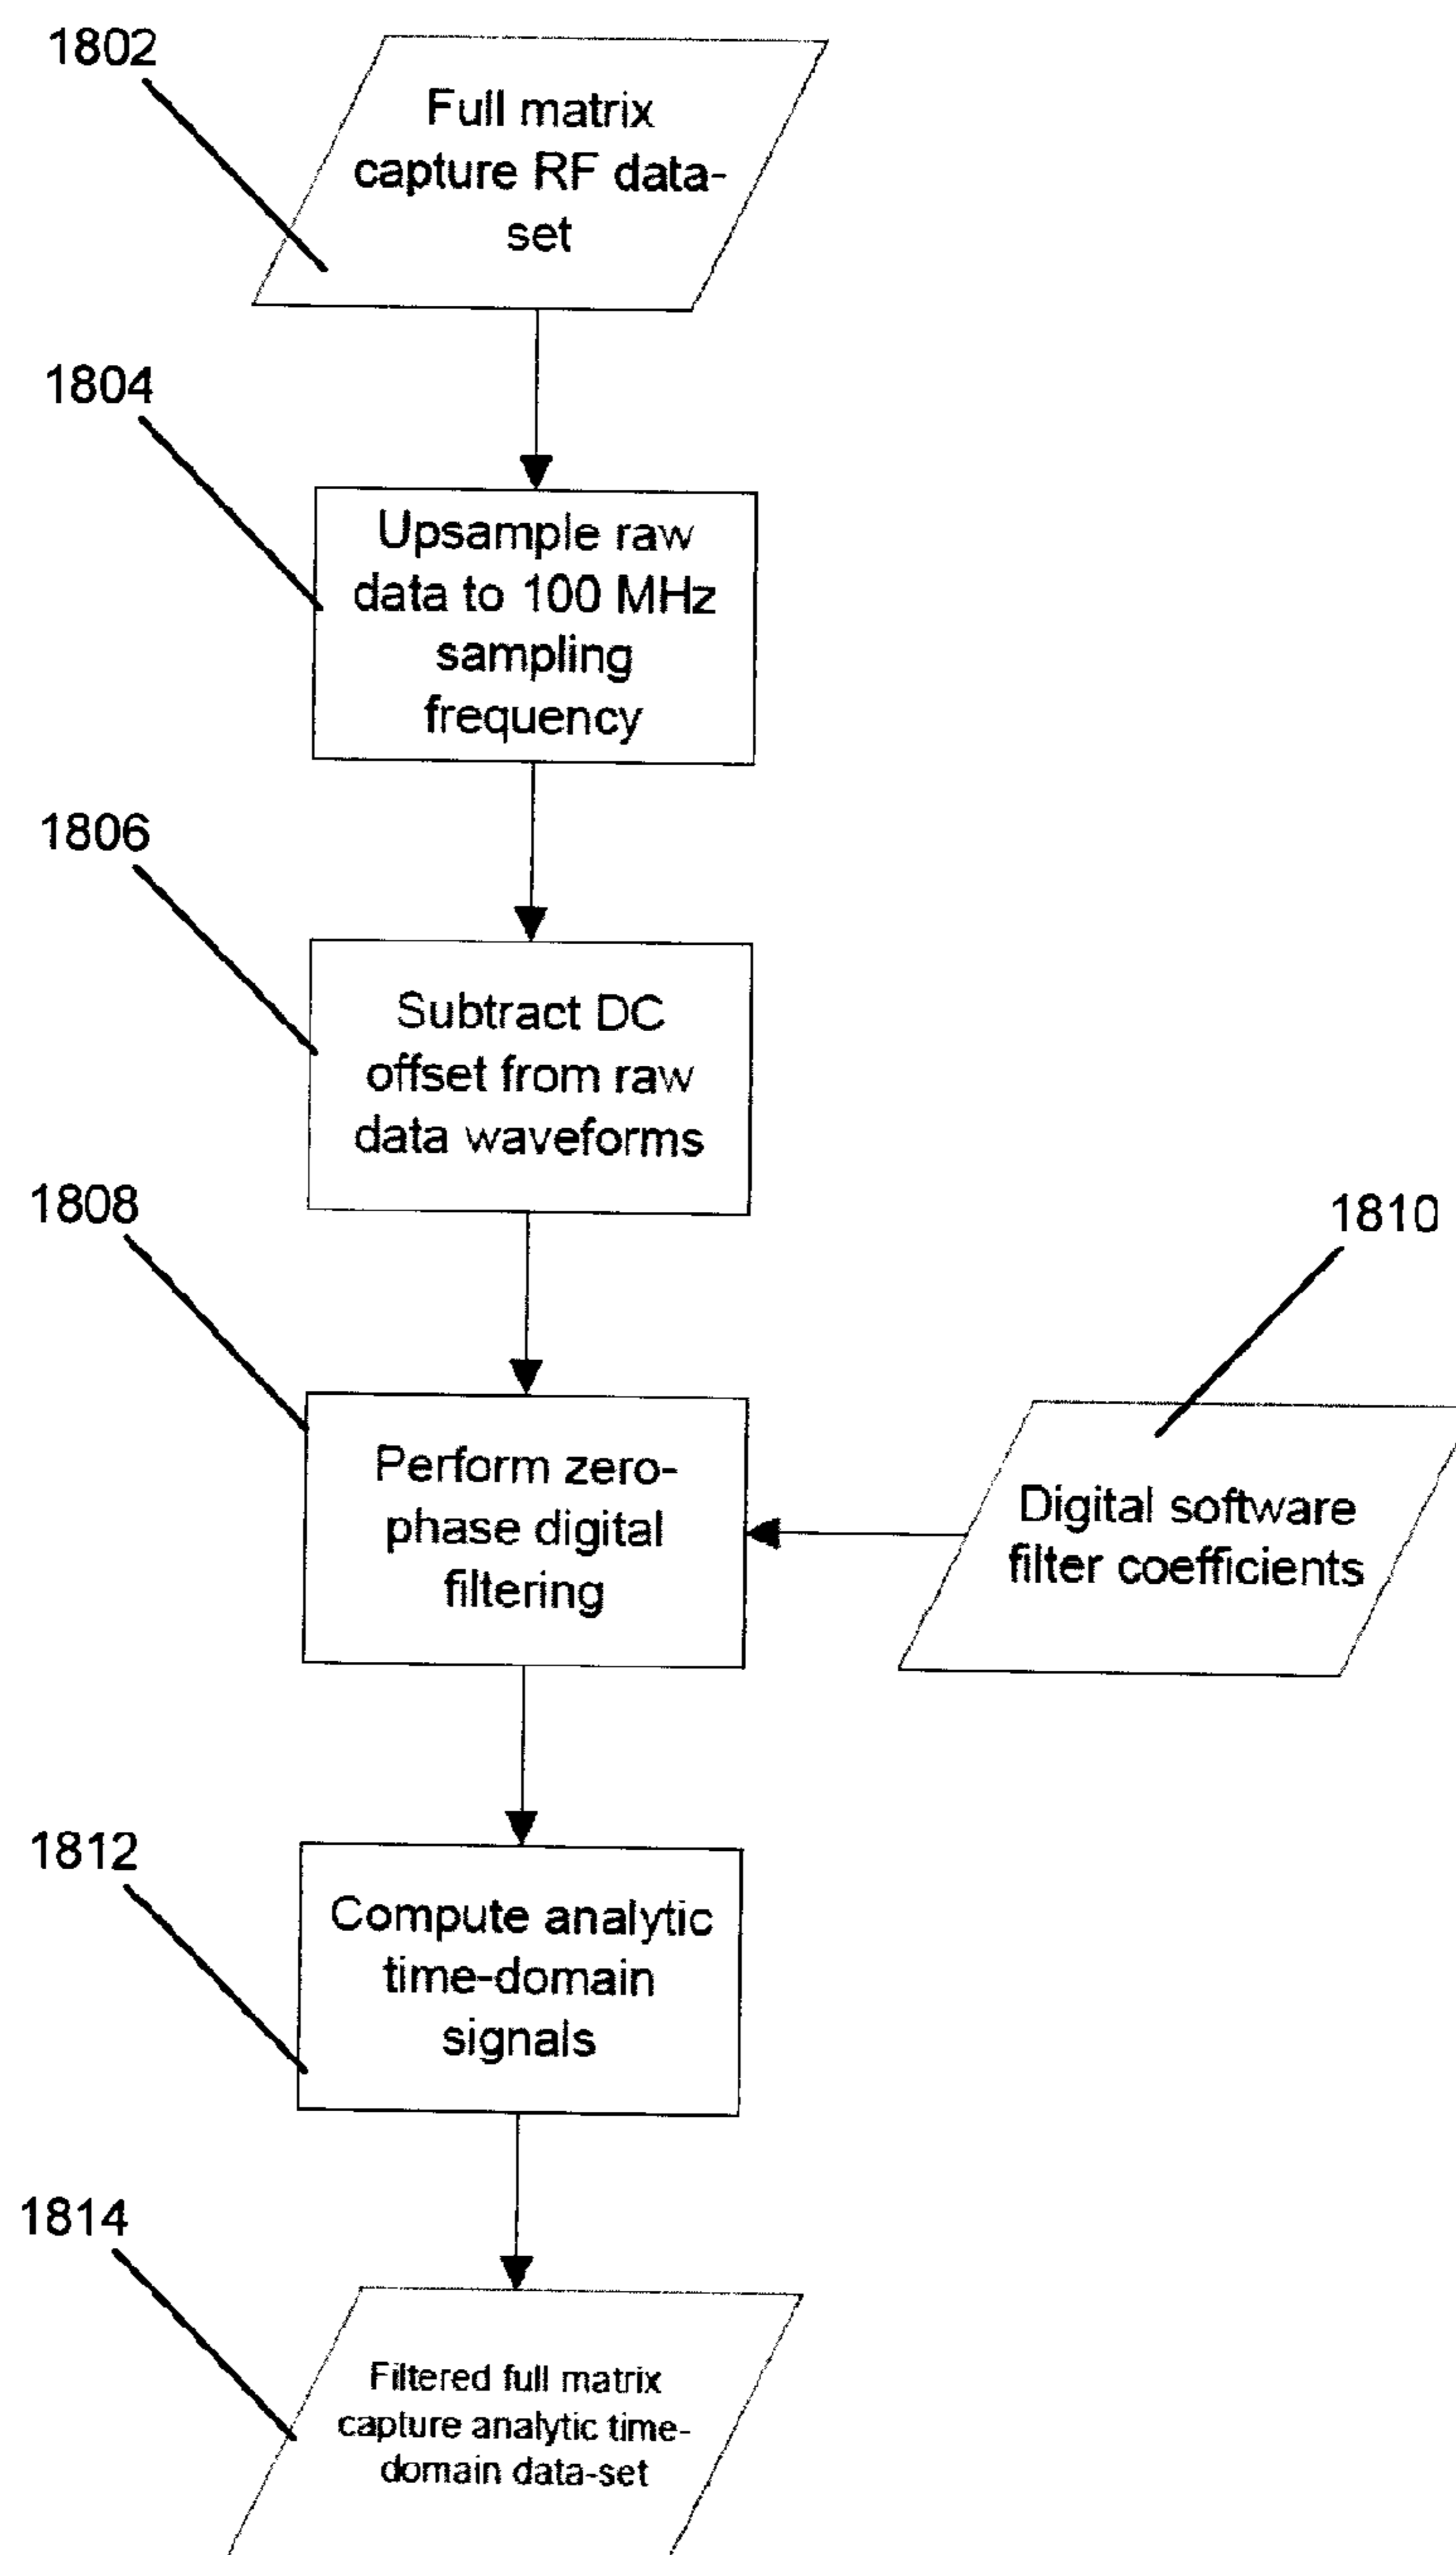 1802
Full matrix
capture RF data-
set
1804
Upsample raw
data to 100 MHz
sampling
frequency
1806
Subtract DC
offset from raw
data waveforms
1808
1810
Perform zero-
phase digital
filtering
Digital software
filter coefficients
1812
Compute analytic
time-domain
signals
1814
Filtered full matrix
capture analytic time-
domain data-set